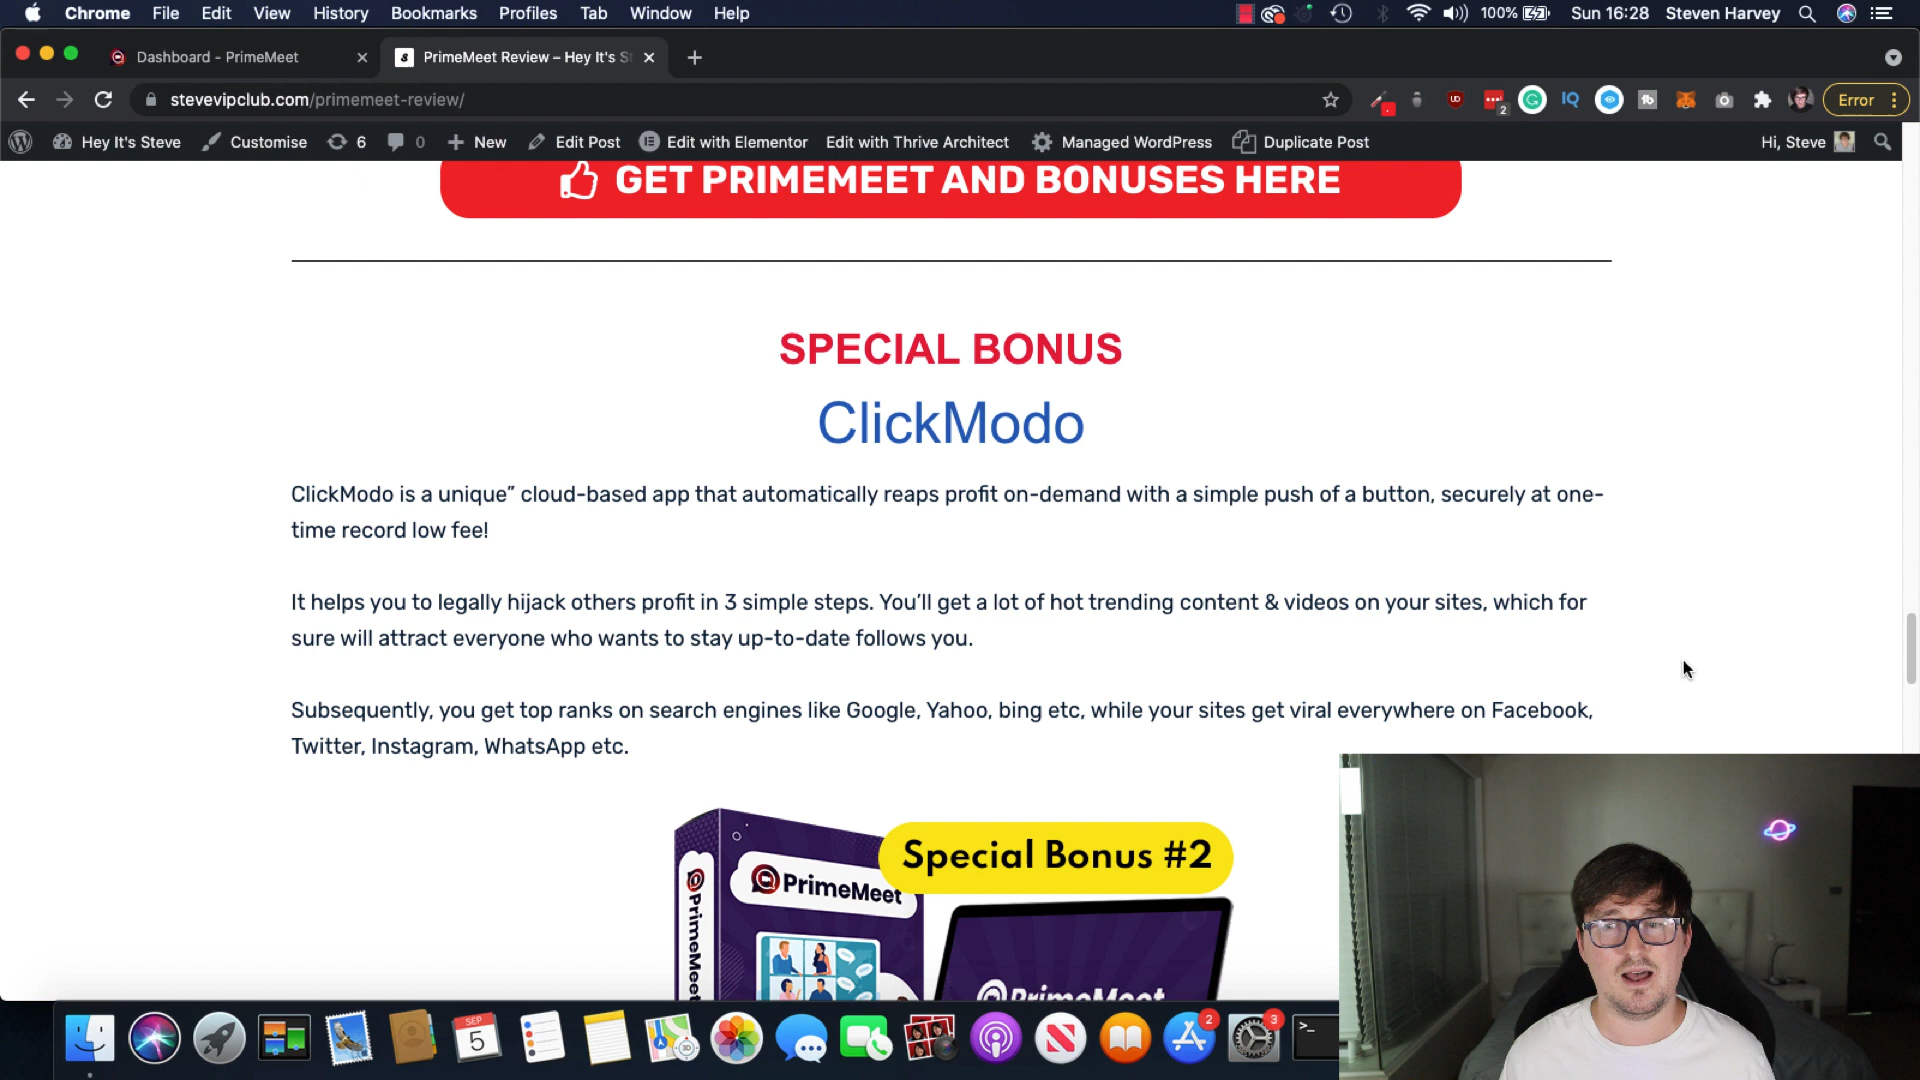 Chrome File Edit View History Bookmarks Profiles Tab Window Help 100% Sun 16:28 Steven Harvey
Dashboard - PrimeMeet PrimeMeet Review – Hey It's S
stevevipclub.com/primemeet-review/ 2 Error
Hey It's Steve Customise 6 0 New Edit Post Edit with Elementor Edit with Thrive Architect Managed WordPress Duplicate Post Hi, Steve
GET PRIMEMEET AND BONUSES HERE
SPECIAL BONUS
ClickModo
ClickModo is a unique” cloud-based app that automatically reaps profit on-demand with a simple push of a button, securely at one-
time record low fee!
It helps you to legally hijack others profit in 3 simple steps. You’ll get a lot of hot trending content & videos on your sites, which for
sure will attract everyone who wants to stay up-to-date follows you.
Subsequently, you get top ranks on search engines like Google, Yahoo, bing etc, while your sites get viral everywhere on Facebook,
Twitter, Instagram, WhatsApp etc.
Special Bonus #2
PrimeMeet
PrimeMeet
PrimeMeet
SEP
5
2
3